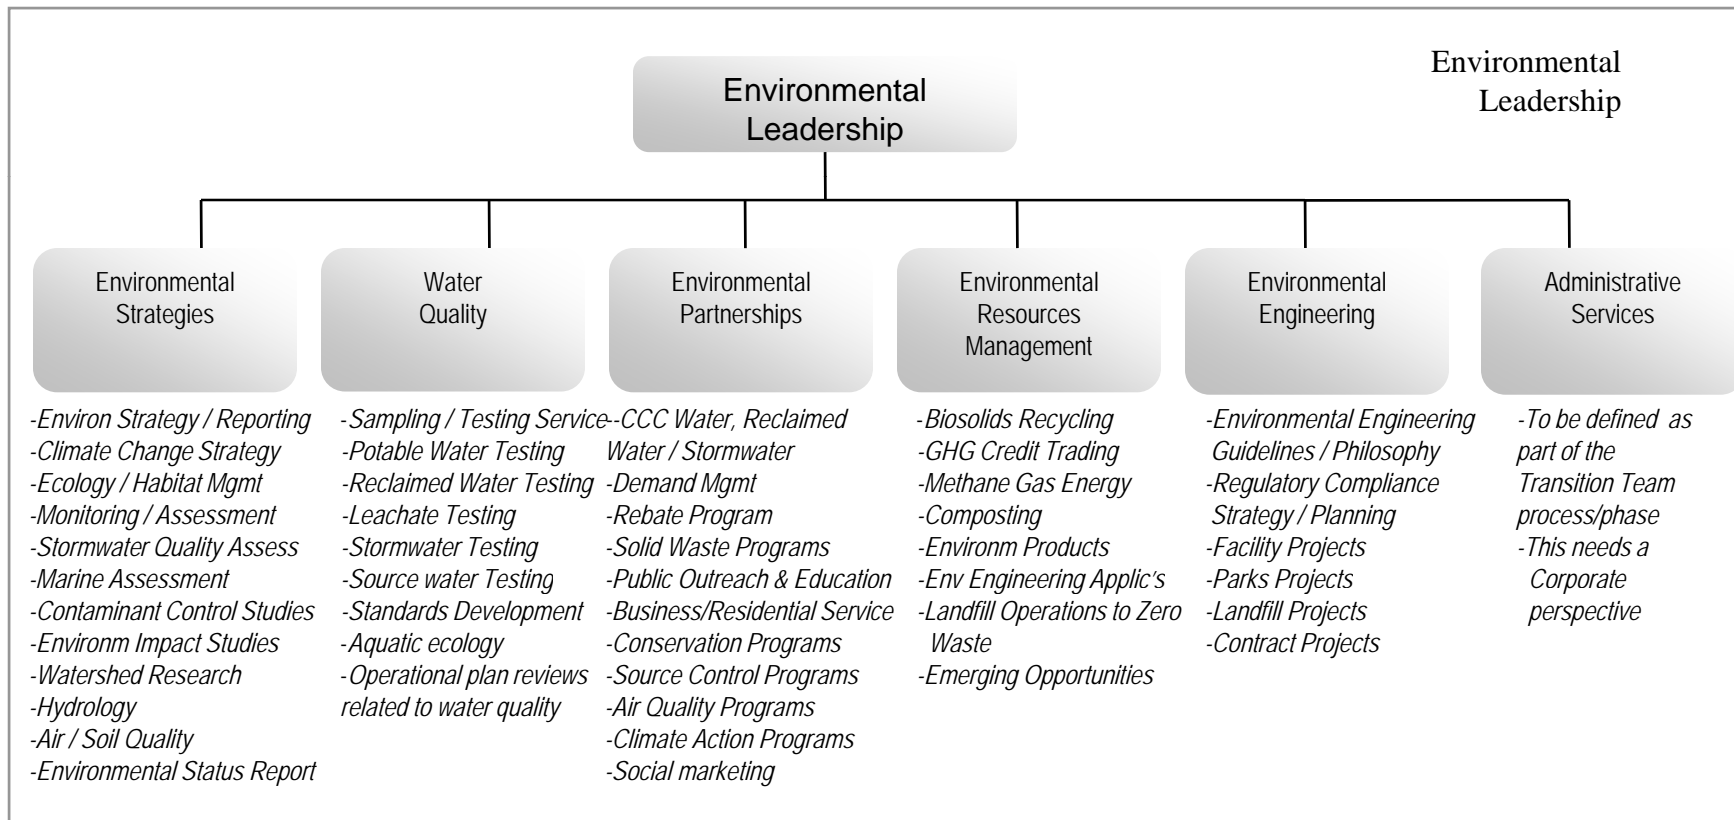 Environmental
Leadership
Environmental
Leadership
Environmental
Strategies
-Environ Strategy / Reporting
-Climate Change Strategy
-Ecology / Habitat Mgmt
-Monitoring / Assessment
-Stormwater Quality Assess
-Marine Assessment
-Contaminant Control Studies
-Environm Impact Studies
-Watershed Research
-Hydrology
-Air / Soil Quality
-Environmental Status Report
Water
Quality
-Sampling / Testing Service
-Potable Water Testing
-Reclaimed Water Testing
-Leachate Testing
-Stormwater Testing
-Source water Testing
-Standards Development
-Aquatic ecology
-Operational plan reviews
related to water quality
Environmental
Partnerships
--CCC Water, Reclaimed
Water / Stormwater
-Demand Mgmt
-Rebate Program
-Solid Waste Programs
-Public Outreach & Education
-Business/Residential Service
-Conservation Programs
-Source Control Programs
-Air Quality Programs
-Climate Action Programs
-Social marketing
Environmental
Resources
Management
-Biosolids Recycling
-GHG Credit Trading
-Methane Gas Energy
-Composting
-Environm Products
-Env Engineering Applic's
-Landfill Operations to Zero
Waste
-Emerging Opportunities
Environmental
Engineering
-Environmental Engineering
Guidelines / Philosophy
-Regulatory Compliance
Strategy / Planning
-Facility Projects
-Parks Projects
-Landfill Projects
-Contract Projects
Administrative
Services
-To be defined as
part of the
Transition Team
process/phase
-This needs a
Corporate
perspective